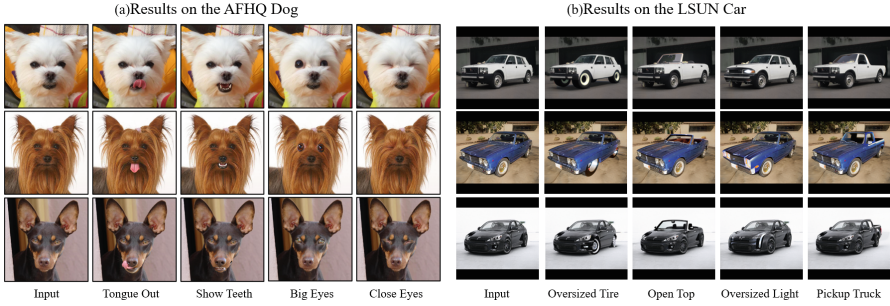 (a)Results on the AFHQ Dog
(b)Results on the LSUN Car
Input Tongue Out Show Teeth Big Eyes Close Eyes
Input Oversized Tire Open Top Oversized Light Pickup Truck